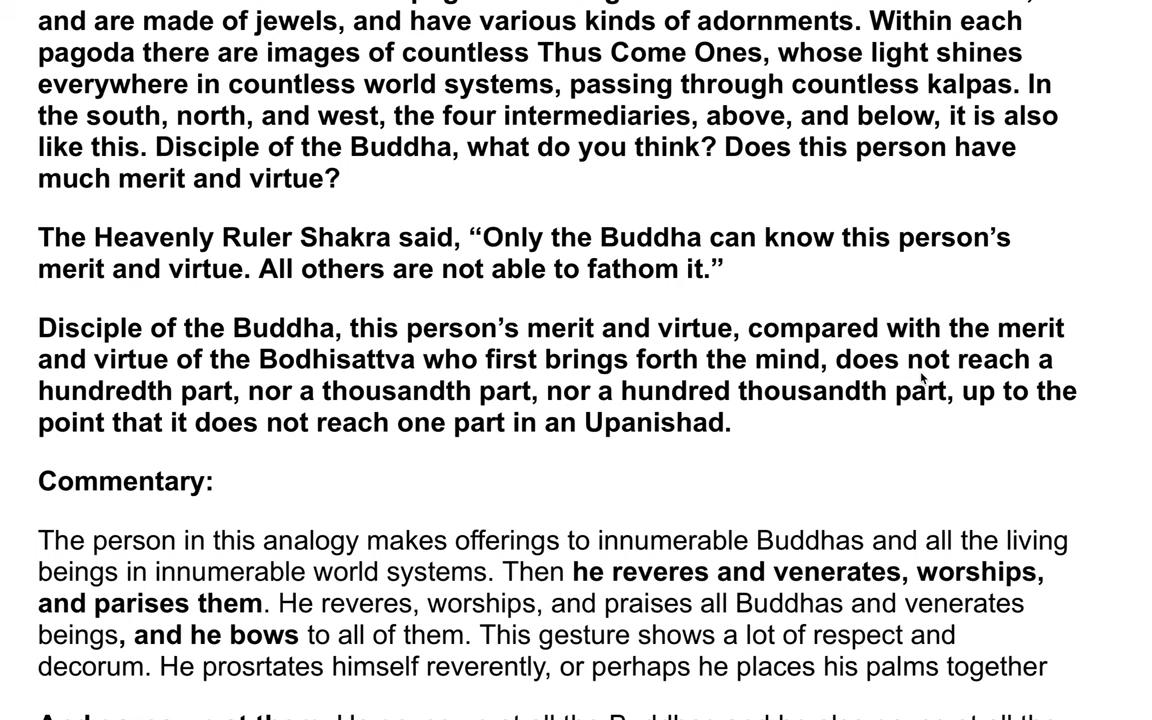 and are made of jewels, and have various kinds of adornments. Within each
pagoda there are images of countless Thus Come Ones, whose light shines
everywhere in countless world systems, passing through countless kalpas. In
the south, north, and west, the four intermediaries, above, and below, it is also
like this. Disciple of the Buddha, what do you think? Does this person have
much merit and virtue?
The Heavenly Ruler Shakra said, “Only the Buddha can know this person’s
merit and virtue. All others are not able to fathom it.”
Disciple of the Buddha, this person’s merit and virtue, compared with the merit
and virtue of the Bodhisattva who first brings forth the mind, does not reach a
hundredth part, nor a thousandth part, nor a hundred thousandth part, up to the
point that it does not reach one part in an Upanishad.
Commentary:
The person in this analogy makes offerings to innumerable Buddhas and all the living
beings in innumerable world systems. Then he reveres and venerates, worships,
and parises them. He reveres, worships, and praises all Buddhas and venerates
beings, and he bows to all of them. This gesture shows a lot of respect and
decorum. He prosrtates himself reverently, or perhaps he places his palms together